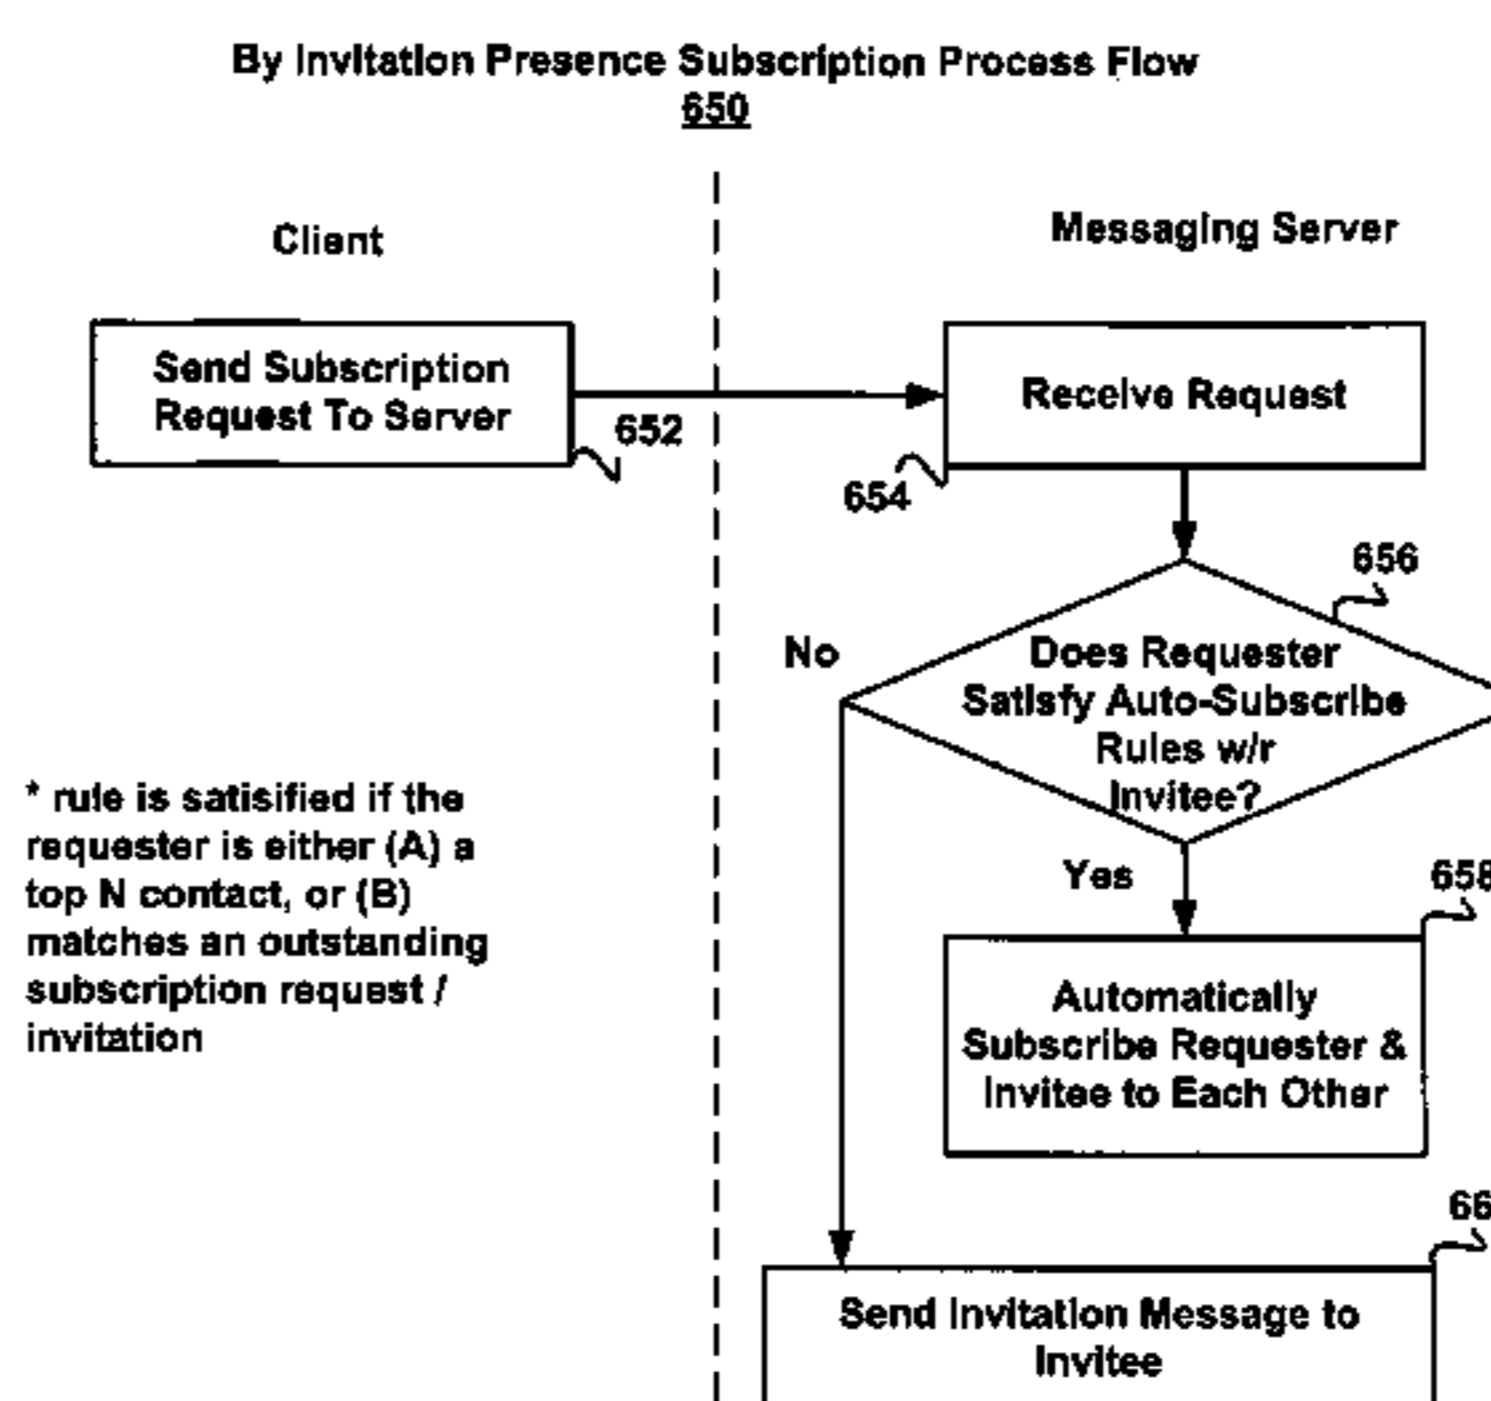 By Invitation Presence Subscription Process Flow
650
Client
Messaging Server
Send Subscription
Request To Server
652
Receive Request
654
656
No
Does Requester
Satisfy Auto-Subscribe
Rules w/r
Invitee?
* rule is satisified if the
requester is either (A) a
top N contact, or (B)
matches an outstanding
subscription request /
invitation
Yes
658
Automatically
Subscribe Requester &
Invitee to Each Other
66
Send Invitation Message to
Invitee